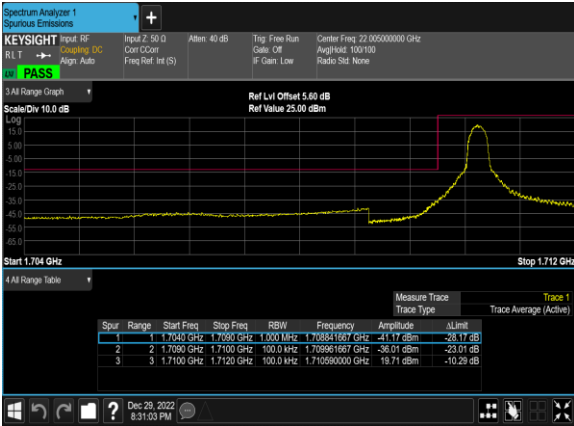 Spectrum Analyzer 1
Spurious Emissions
+
KEYSIGHT Input: RF Input Z: 50 Ω Atten: 40 dB Trig: Free Run Center Freq: 22.005000000 GHz
RLT Coupling: DC Corr CCorr Gate: Off Avg|Hold: 100/100
Align: Auto Freq Ref: Int (S) IF Gain: Low Radio Std: None
LW PASS
3 All Range Graph
Ref Lvl Offset 5.60 dB
Scale/Div 10.0 dB Ref Value 25.00 dBm
Log
15.0
5.00
-5.00
-15.0
-25.0
-35.0
-45.0
-55.0
-65.0
Start 1.704 GHz Stop 1.712 GHz
4 All Range Table
Measure Trace Trace 1
Trace Type Trace Average (Active)
Spur Range Start Freq Stop Freq RBW Frequency Amplitude ΔLimit
1 1 1.7040 GHz 1.7090 GHz 1.000 MHz 1.708841667 GHz -41.17 dBm -28.17 dB
2 2 1.7090 GHz 1.7100 GHz 100.0 kHz 1.709961667 GHz -36.01 dBm -23.01 dB
3 3 1.7100 GHz 1.7120 GHz 100.0 kHz 1.710590000 GHz 19.71 dBm -10.29 dB
? Dec 29, 2022
8:31:03 PM